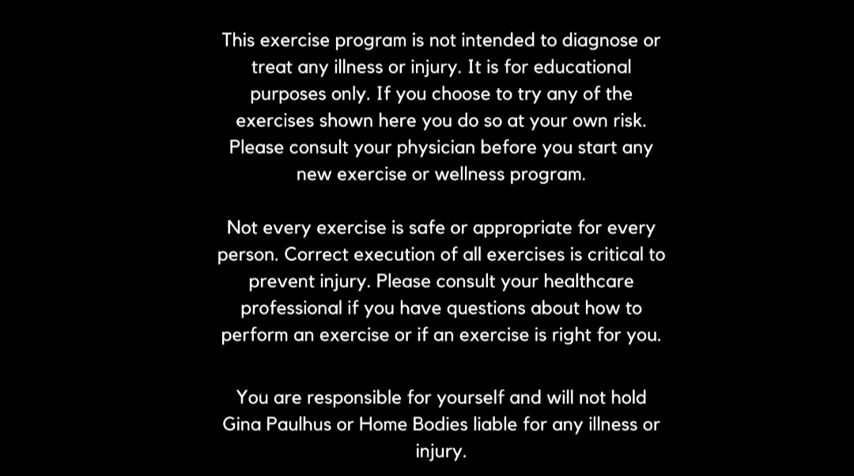 This exercise program is not intended to diagnose or
treat any illness or injury. It is for educational
purposes only. If you choose to try any of the
exercises shown here you do so at your own risk.
Please consult your physician before you start any
new exercise or wellness program.
Not every exercise is safe or appropriate for every
person. Correct execution of all exercises is critical to
prevent injury. Please consult your healthcare
professional if you have questions about how to
perform an exercise or if an exercise is right for you.
You are responsible for yourself and will not hold
Gina Paulhus or Home Bodies liable for any illness or
injury.